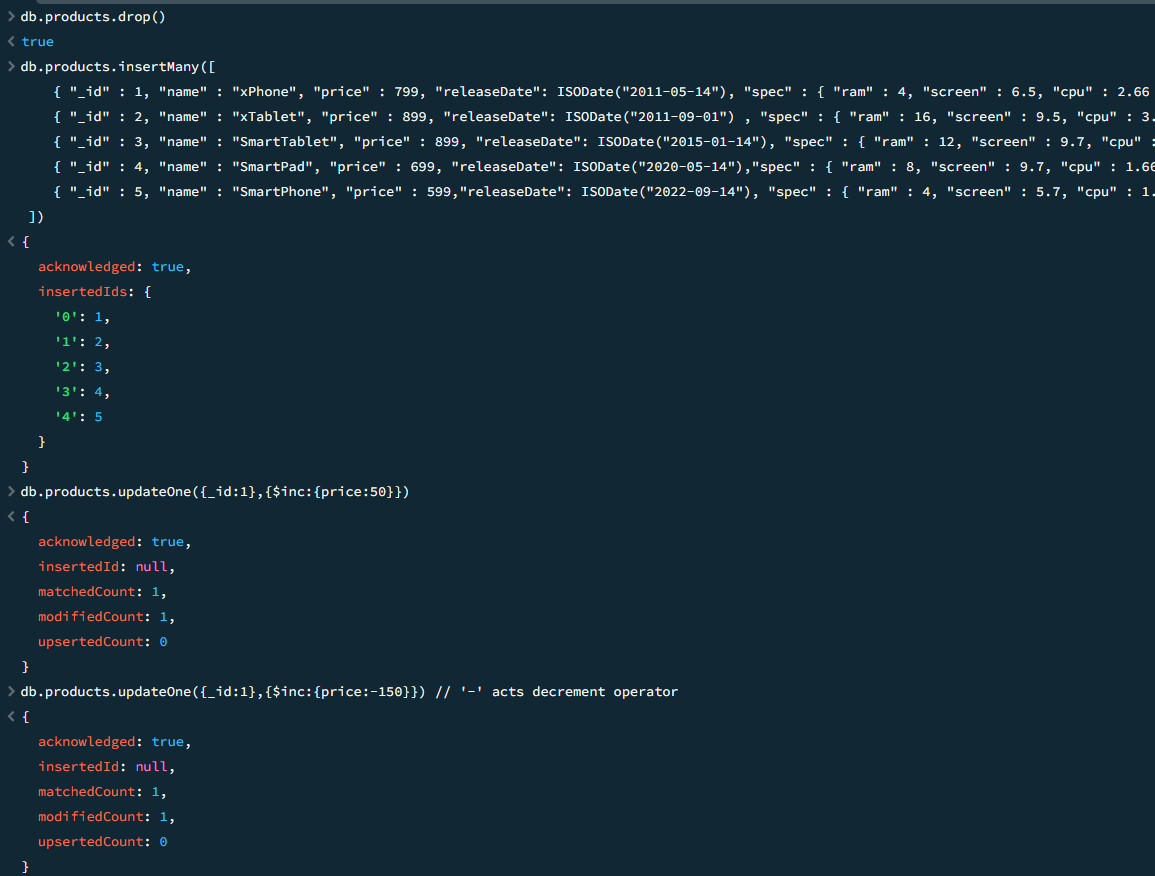 > db.products.drop()
< true
> db.products.insertMany([
{ "_id" : 1, "name" : "xPhone", "price" : 799, "releaseDate": ISODate("2011-05-14"), "spec" : { "ram" : 4, "screen" : 6.5, "cpu" : 2.66
{ "_id" : 2, "name" : "xTablet", "price" : 899, "releaseDate": ISODate("2011-09-01") , "spec" : { "ram" : 16, "screen" : 9.5, "cpu" : 3.
{ "_id" : 3, "name" : "SmartTablet", "price" : 899, "releaseDate": ISODate("2015-01-14"), "spec" : { "ram" : 12, "screen" : 9.7, "cpu" :
{ "_id" : 4, "name" : "SmartPad", "price" : 699, "releaseDate": ISODate("2020-05-14"),"spec" : { "ram" : 8, "screen" : 9.7, "cpu" : 1.66
{ "_id" : 5, "name" : "SmartPhone", "price" : 599,"releaseDate": ISODate("2022-09-14"), "spec" : { "ram" : 4, "screen" : 5.7, "cpu" : 1.
])
< {
acknowledged: true,
insertedIds: {
'0': 1,
'1': 2,
'2': 3,
'3': 4,
'4': 5
}
}
> db.products.updateOne({_id:1},{$inc:{price:50}})
< {
acknowledged: true,
insertedId: null,
matchedCount: 1,
modifiedCount: 1,
upsertedCount: 0
}
> db.products.updateOne({_id:1},{$inc:{price:-150}}) // '-' acts decrement operator
< {
acknowledged: true,
insertedId: null,
matchedCount: 1,
modifiedCount: 1,
upsertedCount: 0
}